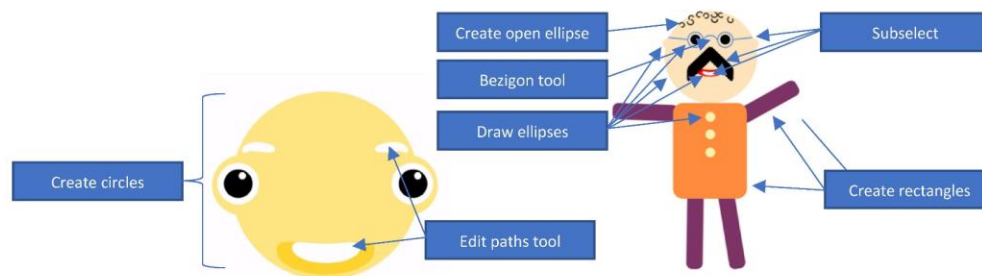 Create open ellipse
Subselect
Bezigon tool
Draw ellipses
Create circles
Create rectangles
Edit paths tool